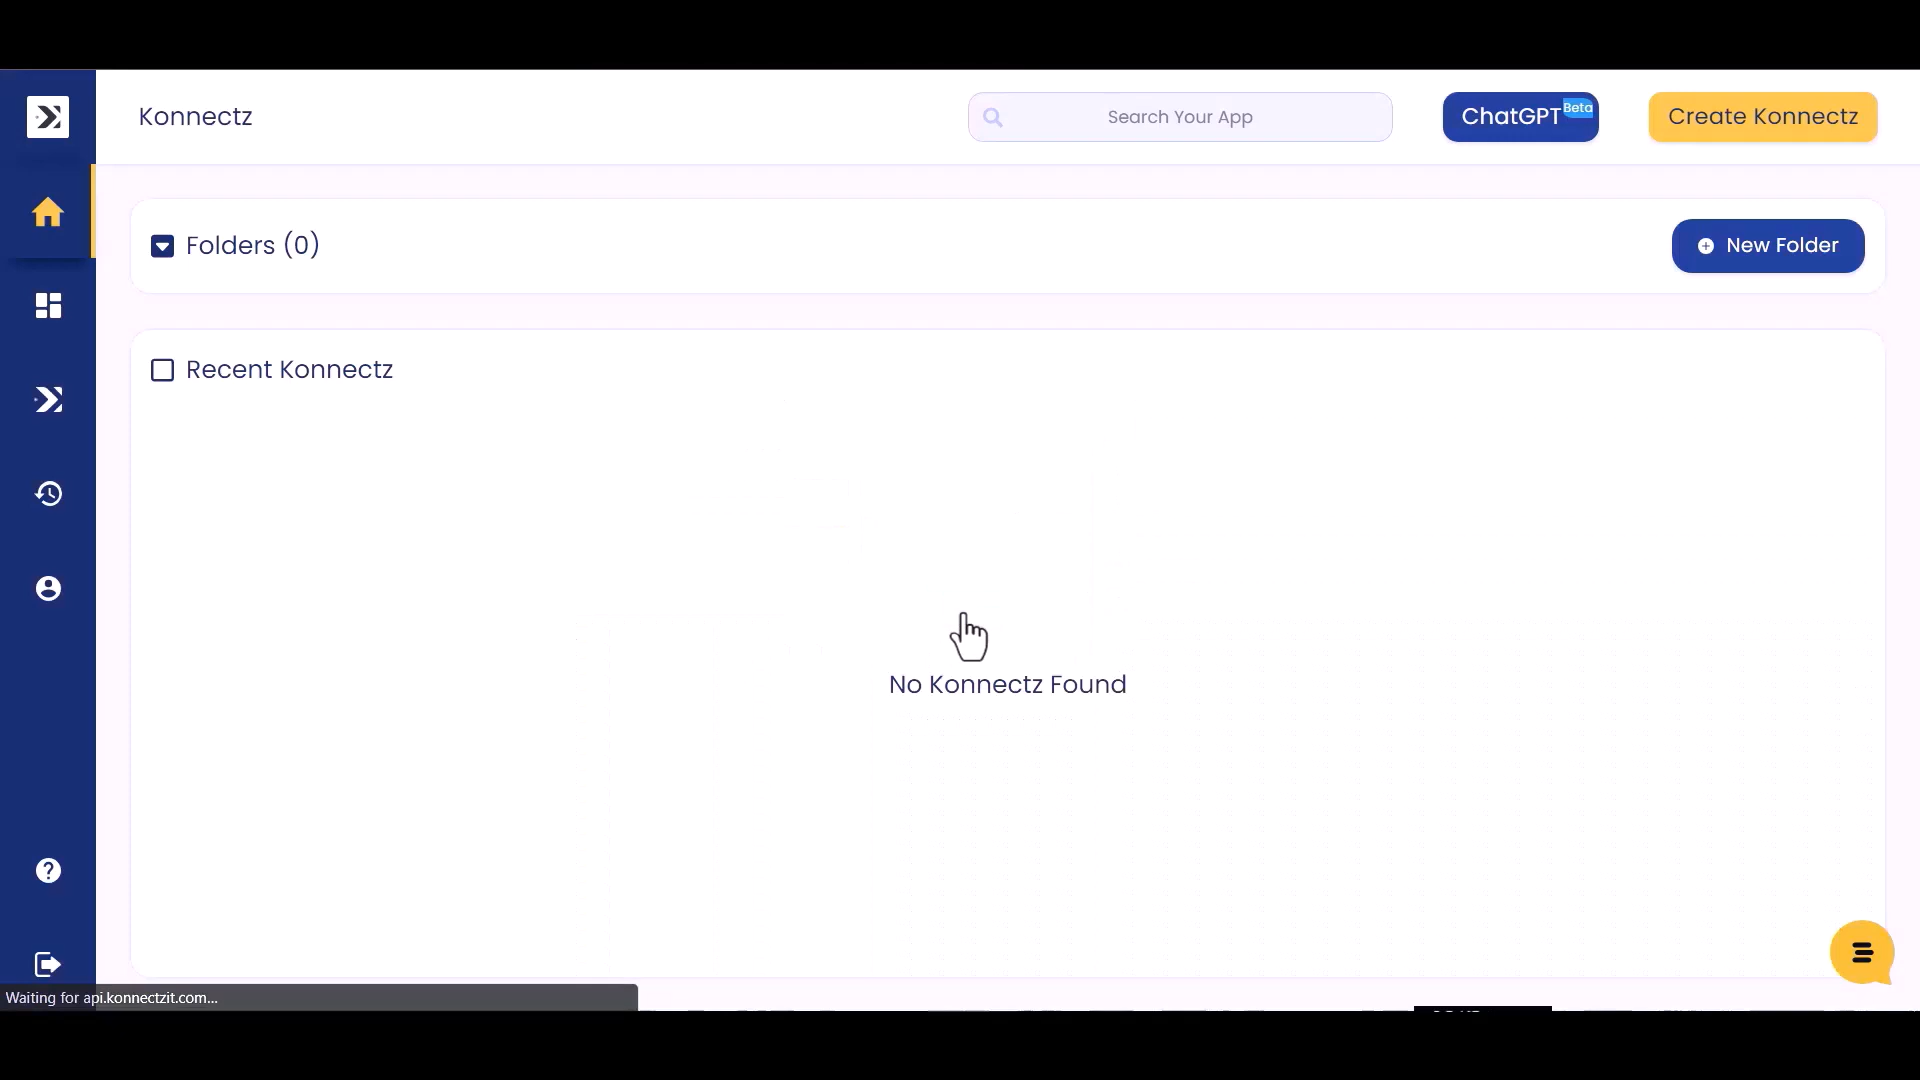 Konnectz
Search Your App
ChatGPT Beta
Create Konnectz
Folders (0)
New Folder
Recent Konnectz
No Konnectz Found
Waiting for api.konnectzit.com...